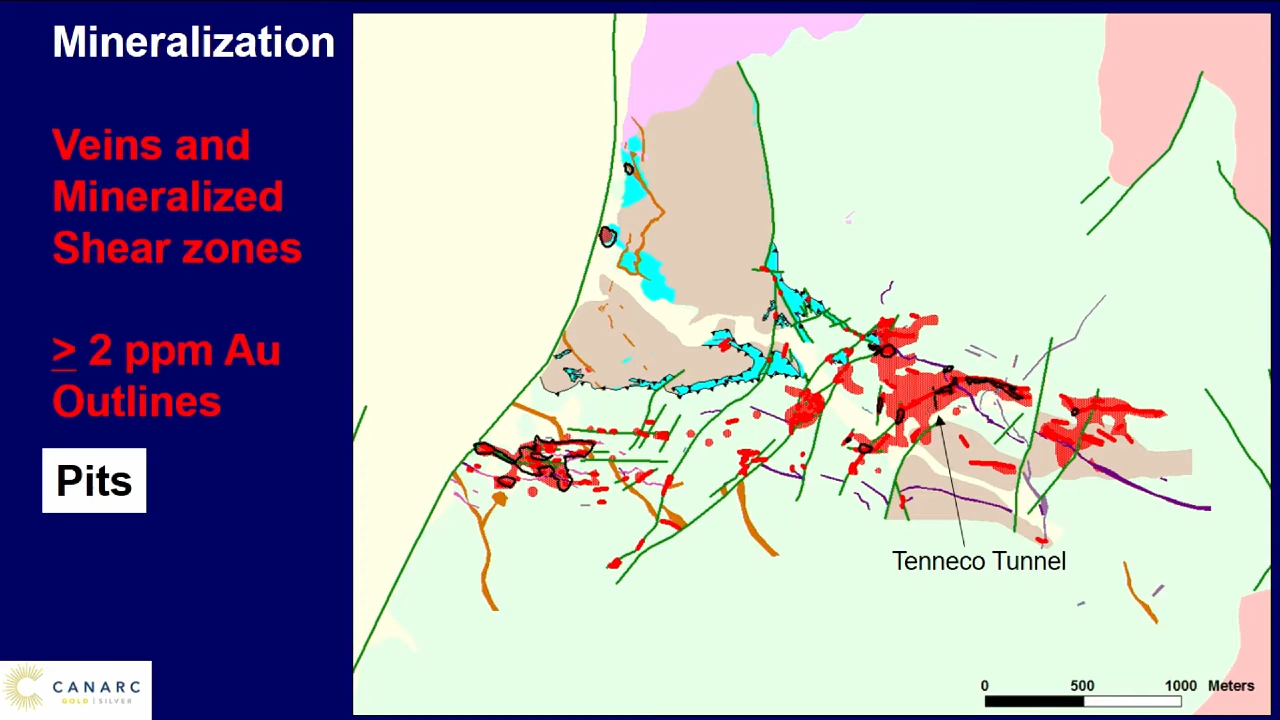 Mineralization
Veins and
Mineralized
Shear zones
≥ 2 ppm Au
Outlines
Pits
Tenneco Tunnel
0 500 1000 Meters
CANARC
GOLD | SILVER